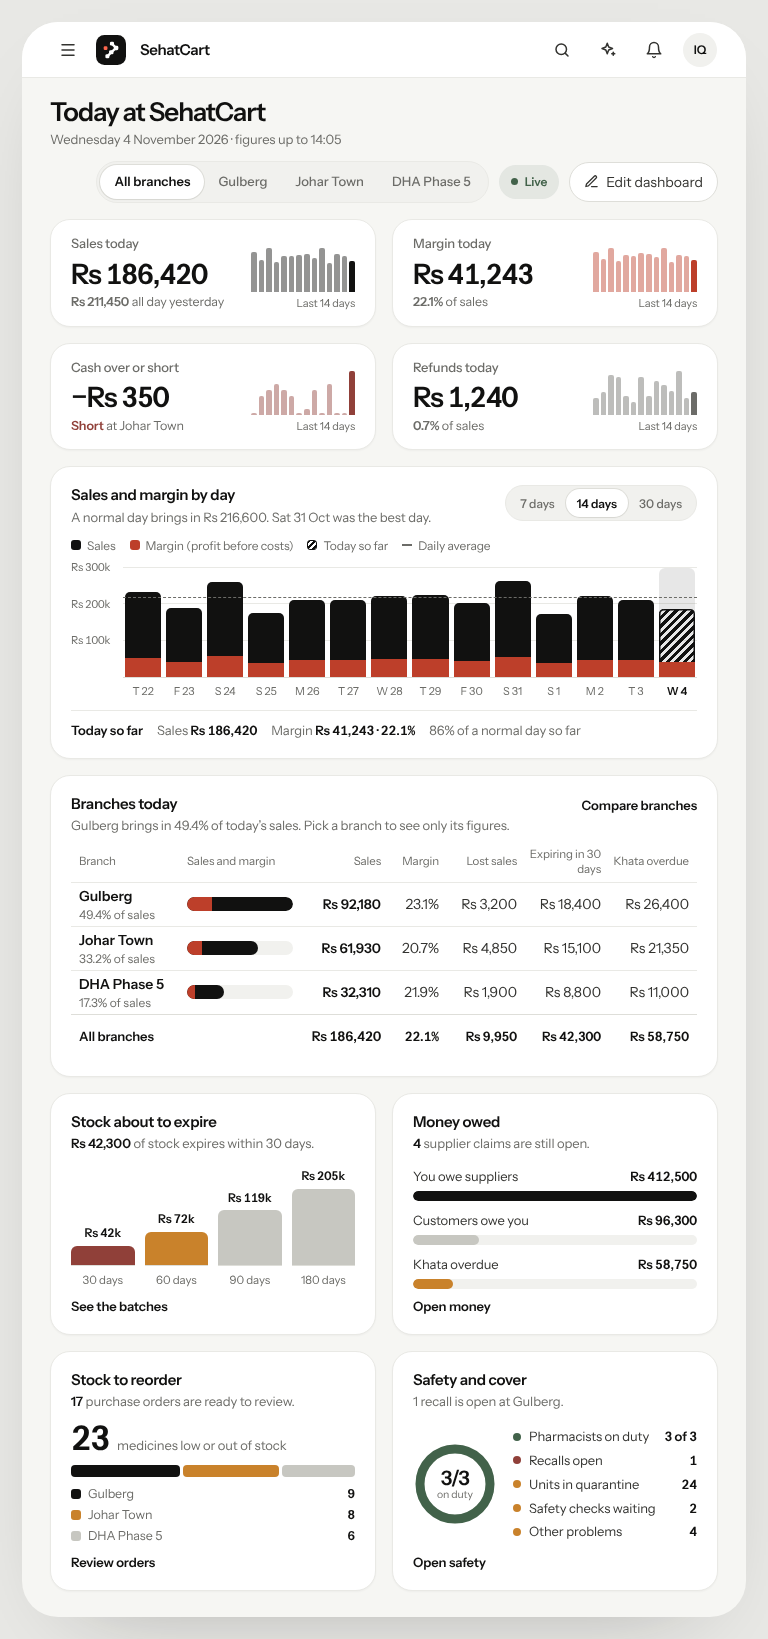 SehatCart
IQ
Today at SehatCart
Wednesday 4 November 2026 · figures up to 14:05
All branches
Gulberg
Johar Town
DHA Phase 5
Live
Edit dashboard
Sales today
Rs 186,420
Rs 211,450 all day yesterday
Last 14 days
Margin today
Rs 41,243
22.1% of sales
Last 14 days
Cash over or short
−Rs 350
Short at Johar Town
Last 14 days
Refunds today
Rs 1,240
0.7% of sales
Last 14 days
Sales and margin by day
A normal day brings in Rs 216,600. Sat 31 Oct was the best day.
7 days
14 days
30 days
Sales
Margin (profit before costs)
Today so far
Daily average
Rs 300k
Rs 200k
Rs 100k
T 22
F 23
S 24
S 25
M 26
T 27
W 28
T 29
F 30
S 31
S 1
M 2
T 3
W 4
Today so far Sales Rs 186,420 Margin Rs 41,243 · 22.1% 86% of a normal day so far
Branches today
Compare branches
Gulberg brings in 49.4% of today's sales. Pick a branch to see only its figures.
Branch Sales and margin Sales Margin Lost sales Expiring in 30 days Khata overdue
Gulberg
49.4% of sales
Rs 92,180 23.1% Rs 3,200 Rs 18,400 Rs 26,400
Johar Town
33.2% of sales
Rs 61,930 20.7% Rs 4,850 Rs 15,100 Rs 21,350
DHA Phase 5
17.3% of sales
Rs 32,310 21.9% Rs 1,900 Rs 8,800 Rs 11,000
All branches Rs 186,420 22.1% Rs 9,950 Rs 42,300 Rs 58,750
Stock about to expire
Rs 42,300 of stock expires within 30 days.
Rs 42k
Rs 72k
Rs 119k
Rs 205k
30 days
60 days
90 days
180 days
See the batches
Money owed
4 supplier claims are still open.
You owe suppliers Rs 412,500
Customers owe you Rs 96,300
Khata overdue Rs 58,750
Open money
Stock to reorder
17 purchase orders are ready to review.
23 medicines low or out of stock
Gulberg 9
Johar Town 8
DHA Phase 5 6
Review orders
Safety and cover
1 recall is open at Gulberg.
3/3
on duty
Pharmacists on duty 3 of 3
Recalls open 1
Units in quarantine 24
Safety checks waiting 2
Other problems 4
Open safety